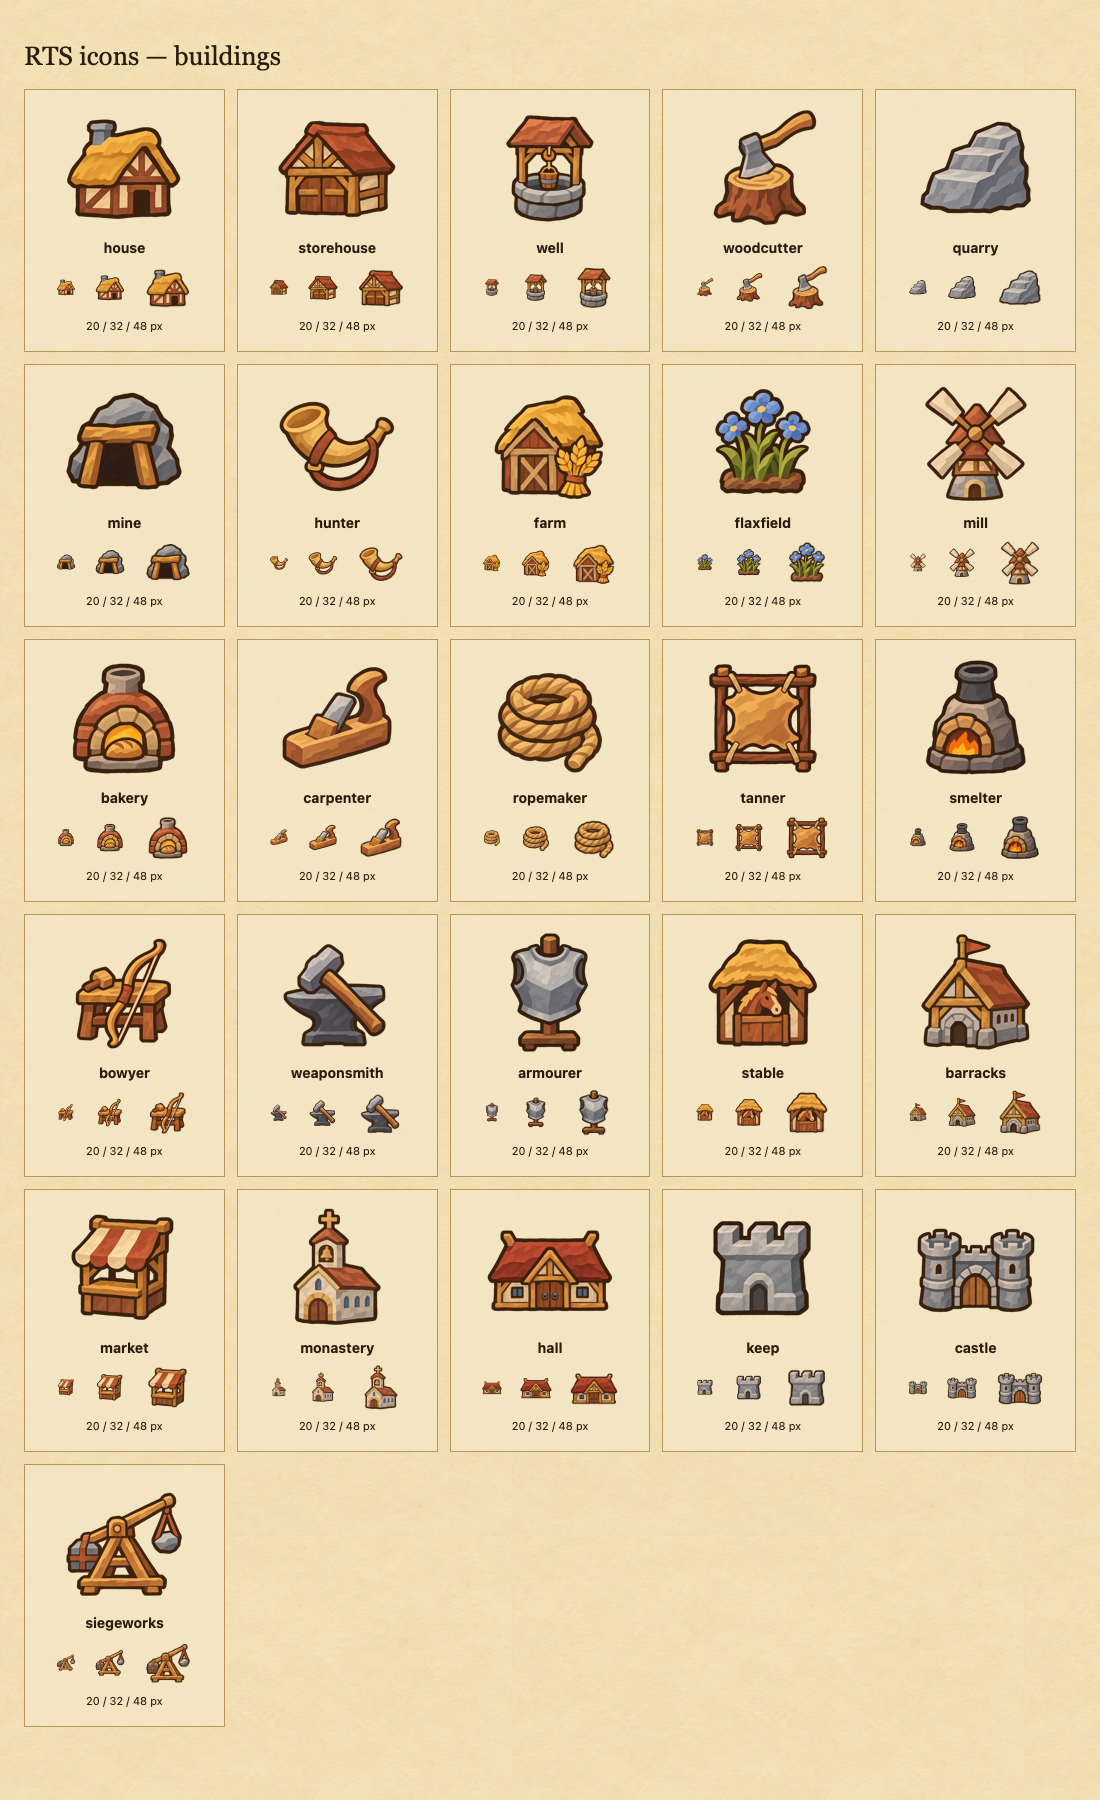 RTS icons — buildings
house
storehouse
well
woodcutter
quarry
20 / 32 / 48 px
20 / 32 / 48 px
20 / 32 / 48 px
20 / 32 / 48 px
20 / 32 / 48 px
mine
hunter
farm
flaxfield
mill
20 / 32 / 48 px
20 / 32 / 48 px
20 / 32 / 48 px
20 / 32 / 48 px
20 / 32 / 48 px
bakery
carpenter
ropemaker
tanner
smelter
20 / 32 / 48 px
20 / 32 / 48 px
20 / 32 / 48 px
20 / 32 / 48 px
20 / 32 / 48 px
bowyer
weaponsmith
armourer
stable
barracks
20 / 32 / 48 px
20 / 32 / 48 px
20 / 32 / 48 px
20 / 32 / 48 px
20 / 32 / 48 px
market
monastery
hall
keep
castle
20 / 32 / 48 px
20 / 32 / 48 px
20 / 32 / 48 px
20 / 32 / 48 px
20 / 32 / 48 px
siegeworks
20 / 32 / 48 px